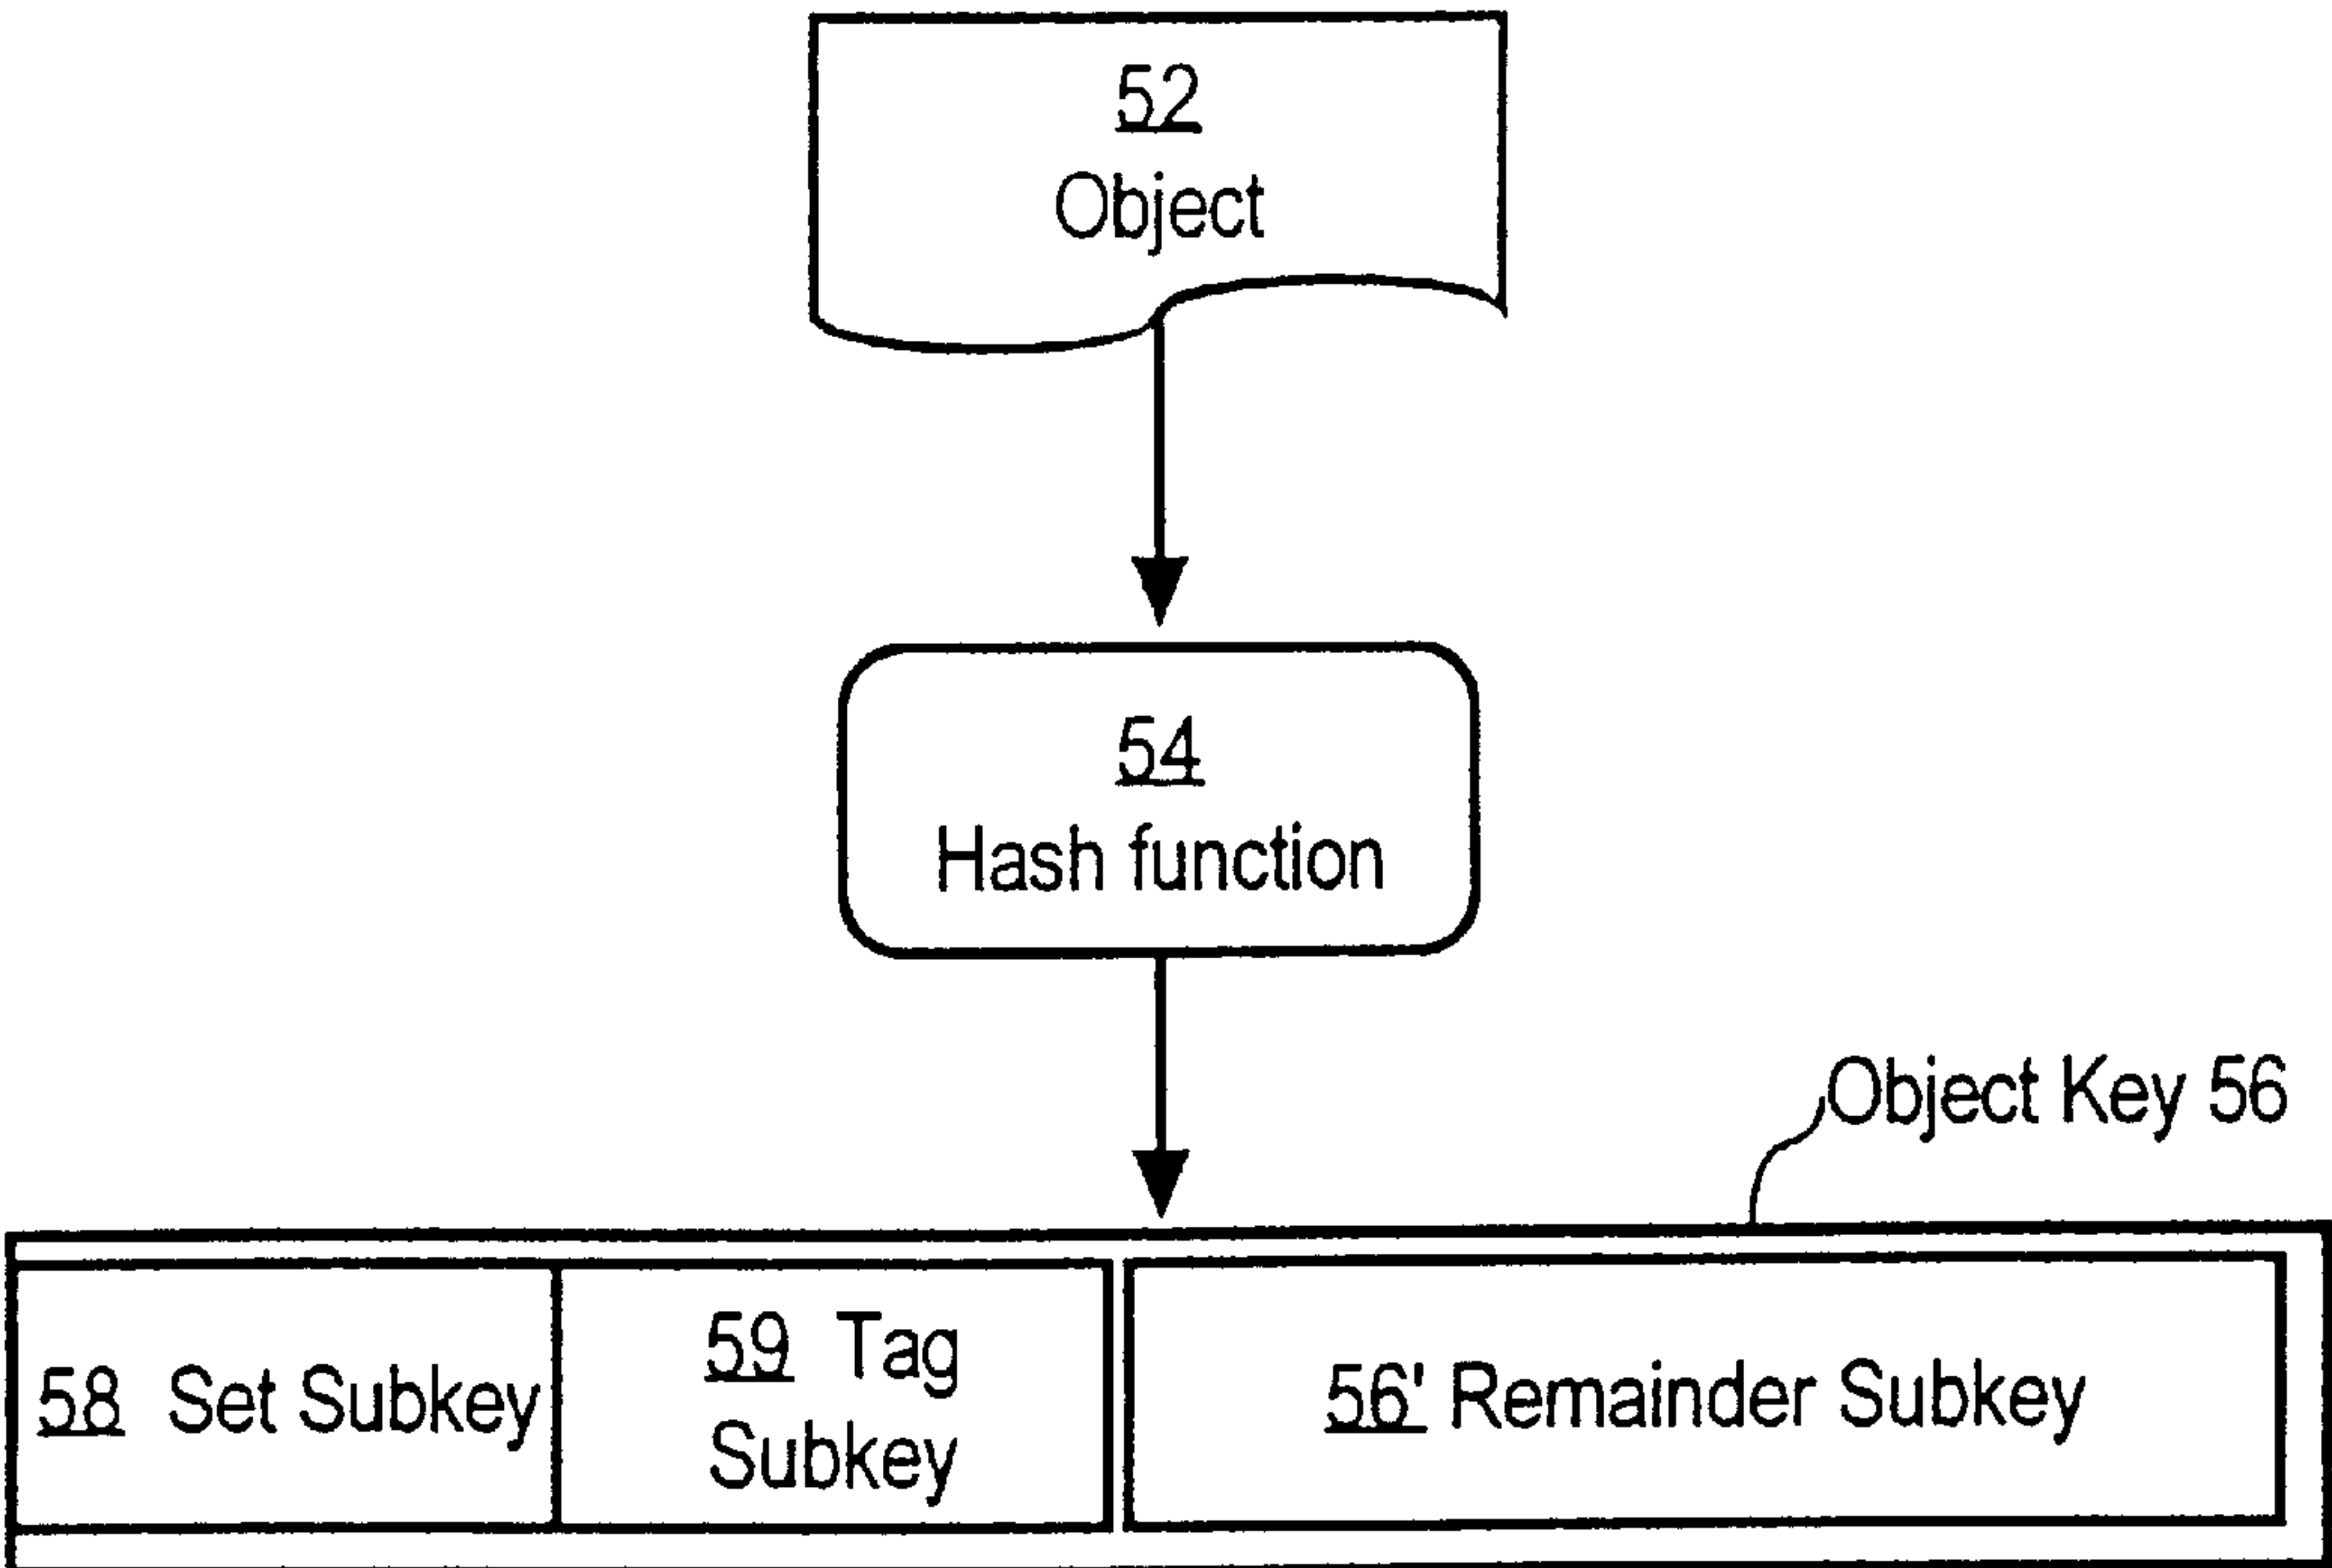 52
Object
54
Hash function
Object Key 56
58 Set Subkey
59 Tag
Subkey
56' Remainder Subkey